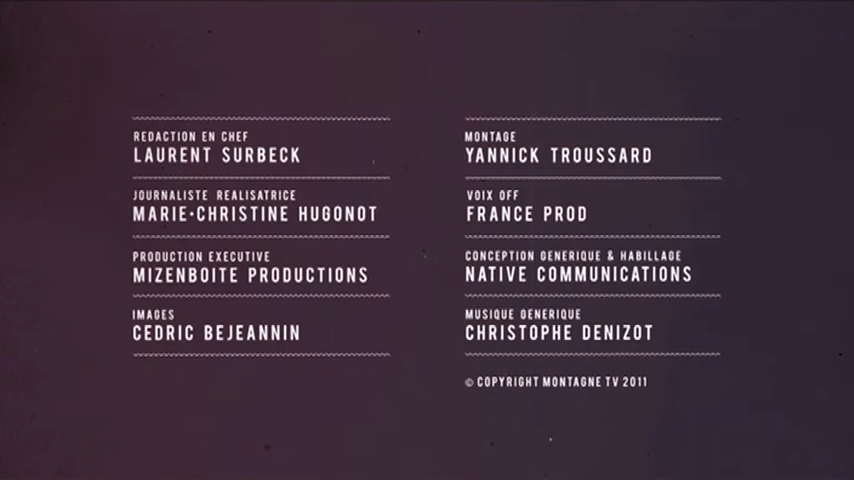 REDACTION EN CHEF
LAURENT SURBECK
JOURNALISTE REALISATRICE
MARIE•CHRISTINE HUGONOT
PRODUCTION EXECUTIVE
MIZENBOITE PRODUCTIONS
IMAGES
CEDRIC BEJEANNIN
MONTAGE
YANNICK TROUSSARD
VOIX OFF
FRANCE PROD
CONCEPTION GENERIQUE & HABILLAGE
NATIVE COMMUNICATIONS
MUSIQUE GENERIQUE
CHRISTOPHE DENIZOT
© COPYRIGHT MONTAGNE TV 2011